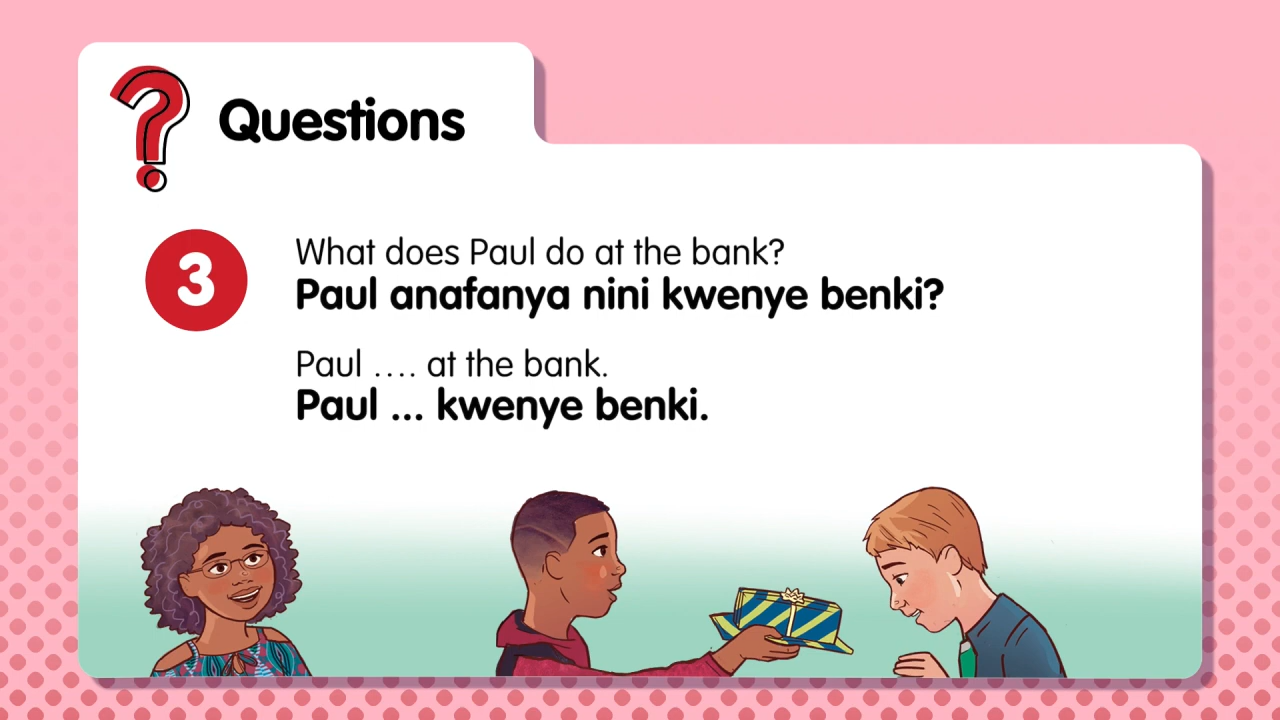 Questions
3
What does Paul do at the bank?
Paul anafanya nini kwenye benki?
Paul .... at the bank.
Paul ... kwenye benki.